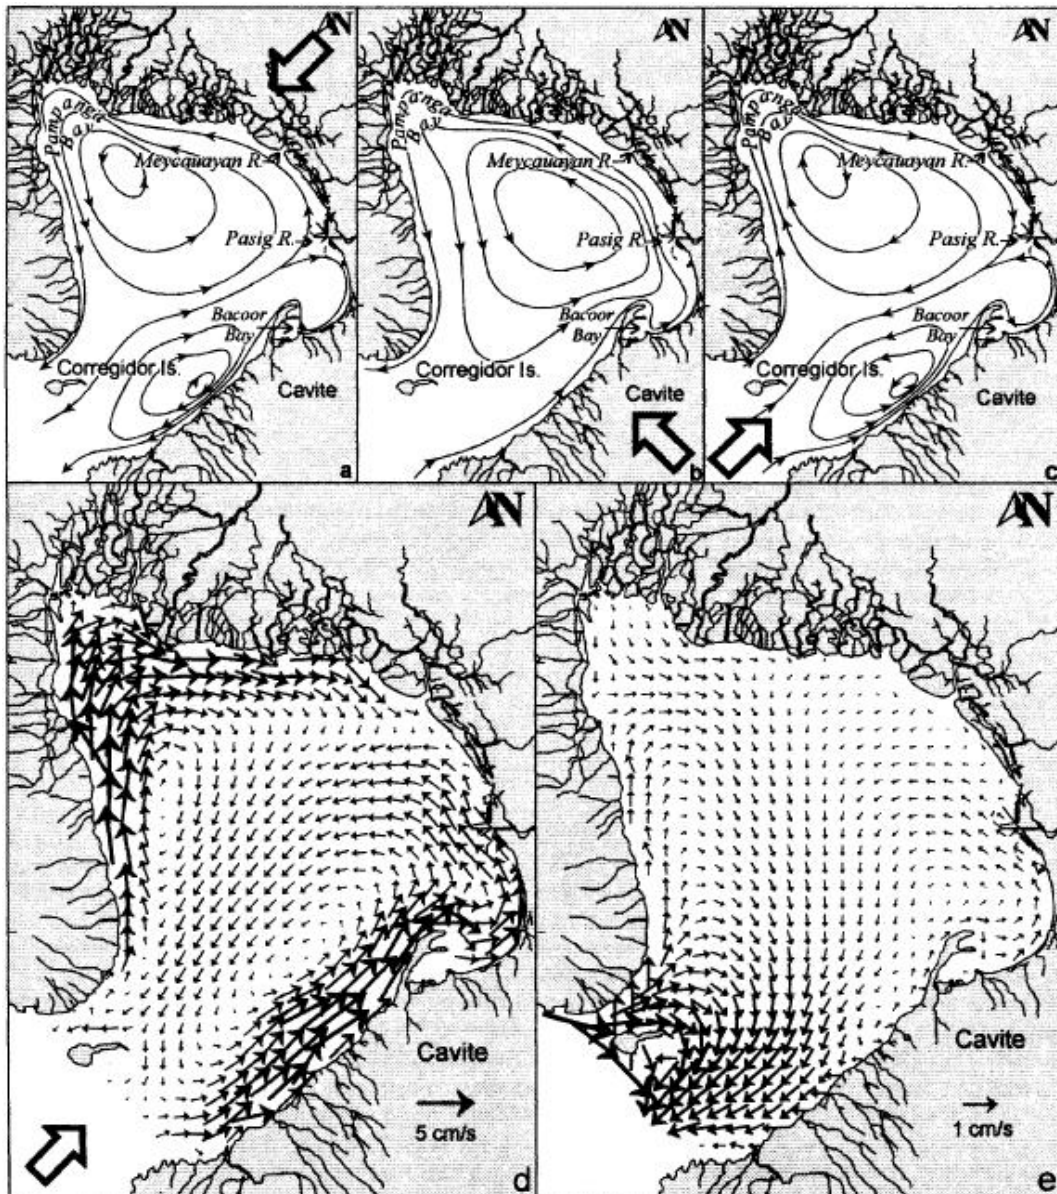 N
Pampanga Bay
Meycauayan R.
Pasig R.
Bacoor
Bay
Corregidor Is.
Cavite
a
N
Pampanga Bay
Meycauayan R.
Pasig R.
Bacoor
Bay
Corregidor Is.
Cavite
b
N
Pampanga Bay
Meycauayan R.
Pasig R.
Bacoor
Bay
Corregidor Is.
Cavite
c
N
Cavite
5 cm/s
d
N
Cavite
1 cm/s
e